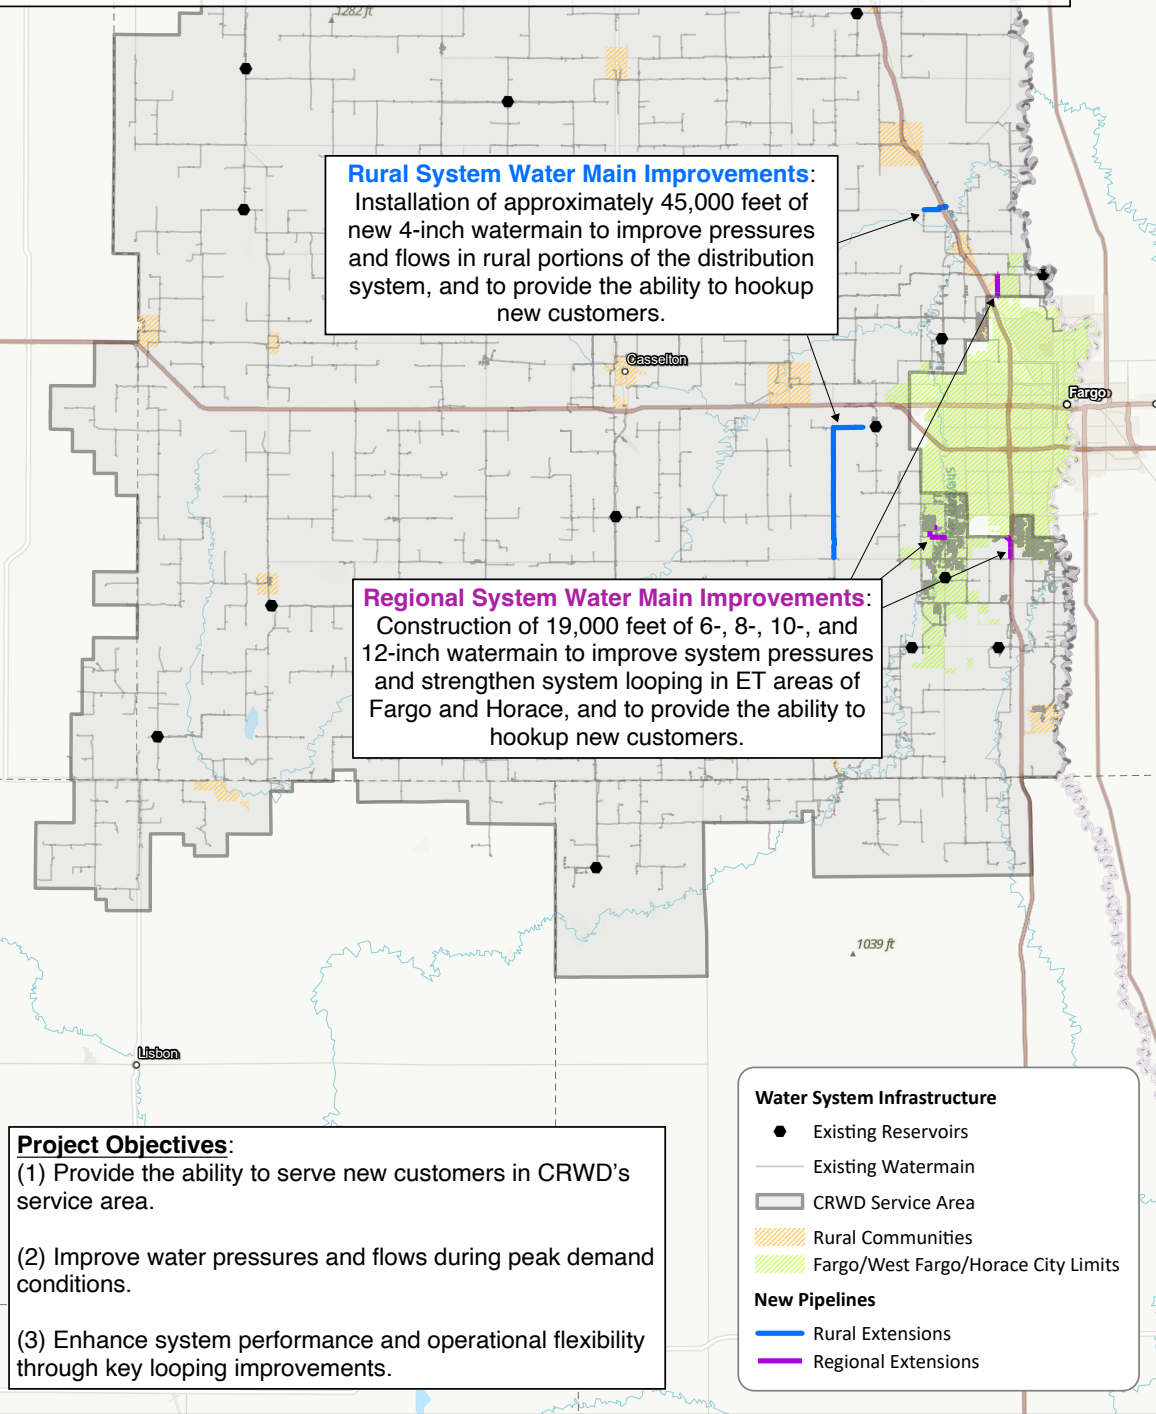 1282 ft
Rural System Water Main Improvements:
Installation of approximately 45,000 feet of
new 4-inch watermain to improve pressures
and flows in rural portions of the distribution
system, and to provide the ability to hookup
new customers.
Casselton
Fargo
Regional System Water Main Improvements:
Construction of 19,000 feet of 6-, 8-, 10-, and
12-inch watermain to improve system pressures
and strengthen system looping in ET areas of
Fargo and Horace, and to provide the ability to
hookup new customers.
1039 ft
Lisbon
Project Objectives:
(1) Provide the ability to serve new customers in CRWD's
service area.
(2) Improve water pressures and flows during peak demand
conditions.
(3) Enhance system performance and operational flexibility
through key looping improvements.
Water System Infrastructure
Existing Reservoirs
Existing Watermain
CRWD Service Area
Rural Communities
Fargo/West Fargo/Horace City Limits
New Pipelines
Rural Extensions
Regional Extensions